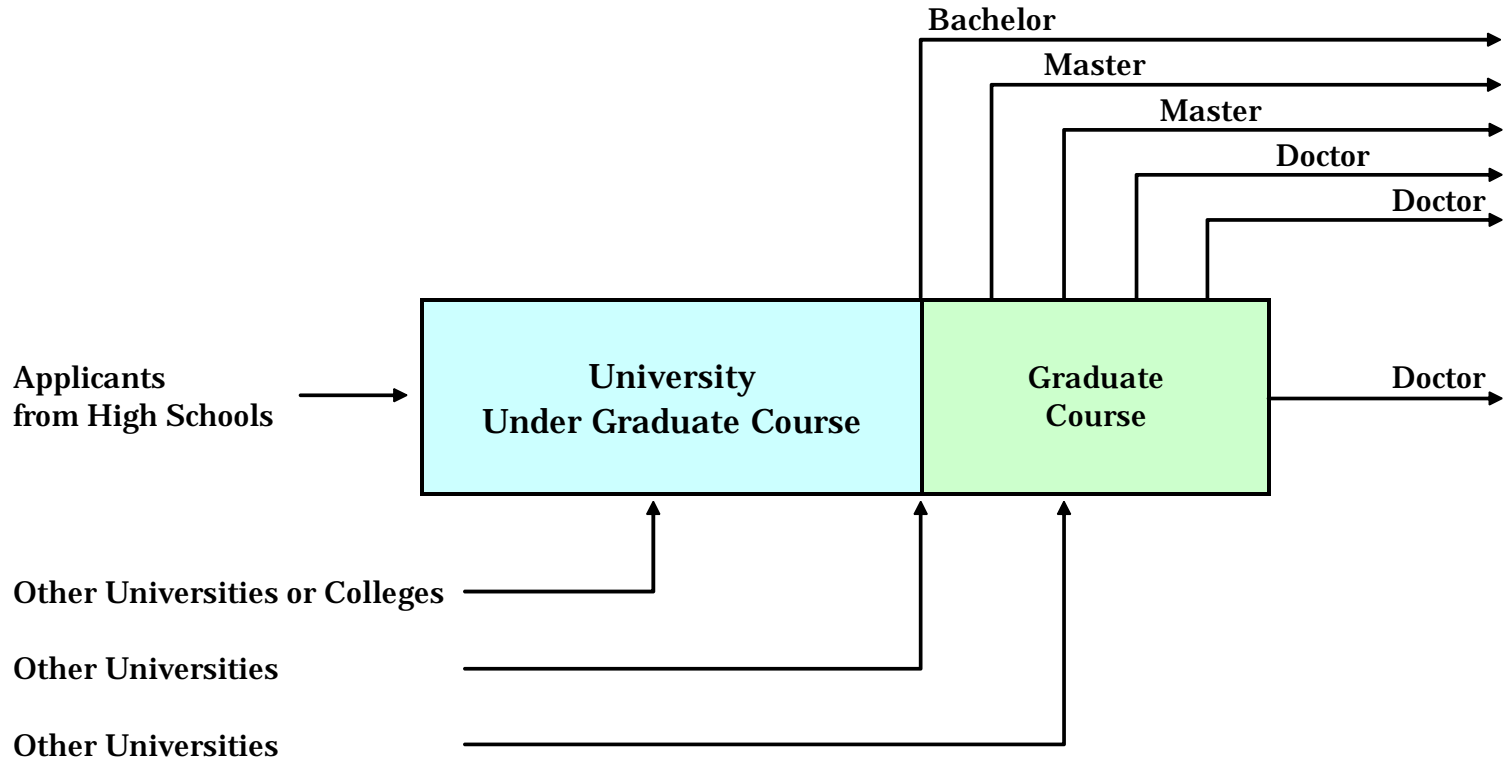 Bachelor
Master
Master
Doctor
Doctor
Applicants
from High Schools
University
Under Graduate Course
Graduate
Course
Doctor
Other Universities or Colleges
Other Universities
Other Universities